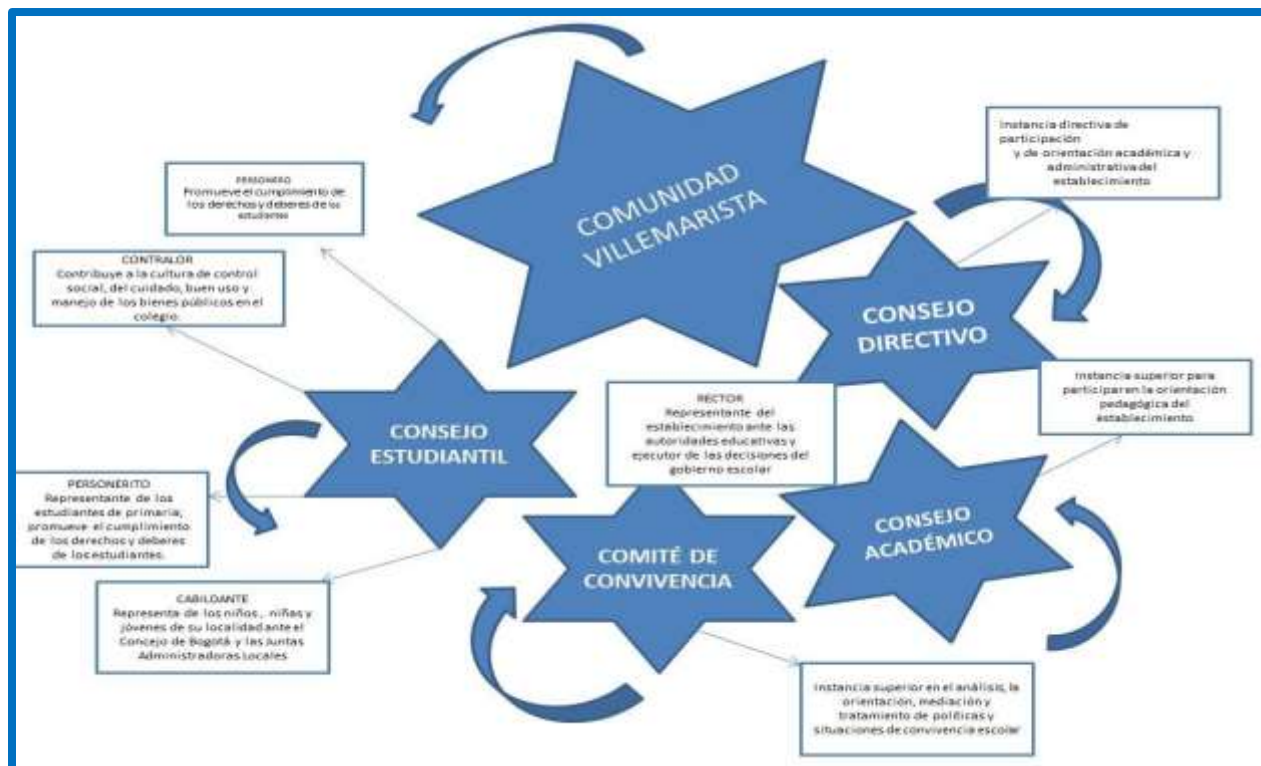 COMUNIDAD
VILLEMARISTA
Instancia directiva de
participación
y de orientación académica y
administrativa del
establecimiento
PERSONERO
Promueve el cumplimiento de
los derechos y deberes de los
estudiantes
CONTRALOR
Contribuye a la cultura de control
social, del cuidado, buen uso y
manejo de los bienes públicos en el
colegio.
CONSEJO
DIRECTIVO
Instancia superior para
participar en la orientación
pedagógica del
establecimiento
RECTOR
Representante del
establecimiento ante las
autoridades educativas y
ejecutor de las decisiones del
gobierno escolar
CONSEJO
ESTUDIANTIL
PERSONERITO
Representante de los
estudiantes de primaria,
promueve el cumplimiento
de los derechos y deberes
de los estudiantes.
CONSEJO
ACADÉMICO
COMITÉ DE
CONVIVENCIA
CABILDANTE
Representa de los niños, niñas y
jóvenes de su localidad ante el
Concejo de Bogotá y las Juntas
Administradoras Locales
Instancia superior en el análisis, la
orientación, mediación y
tratamiento de políticas y
situaciones de convivencia escolar